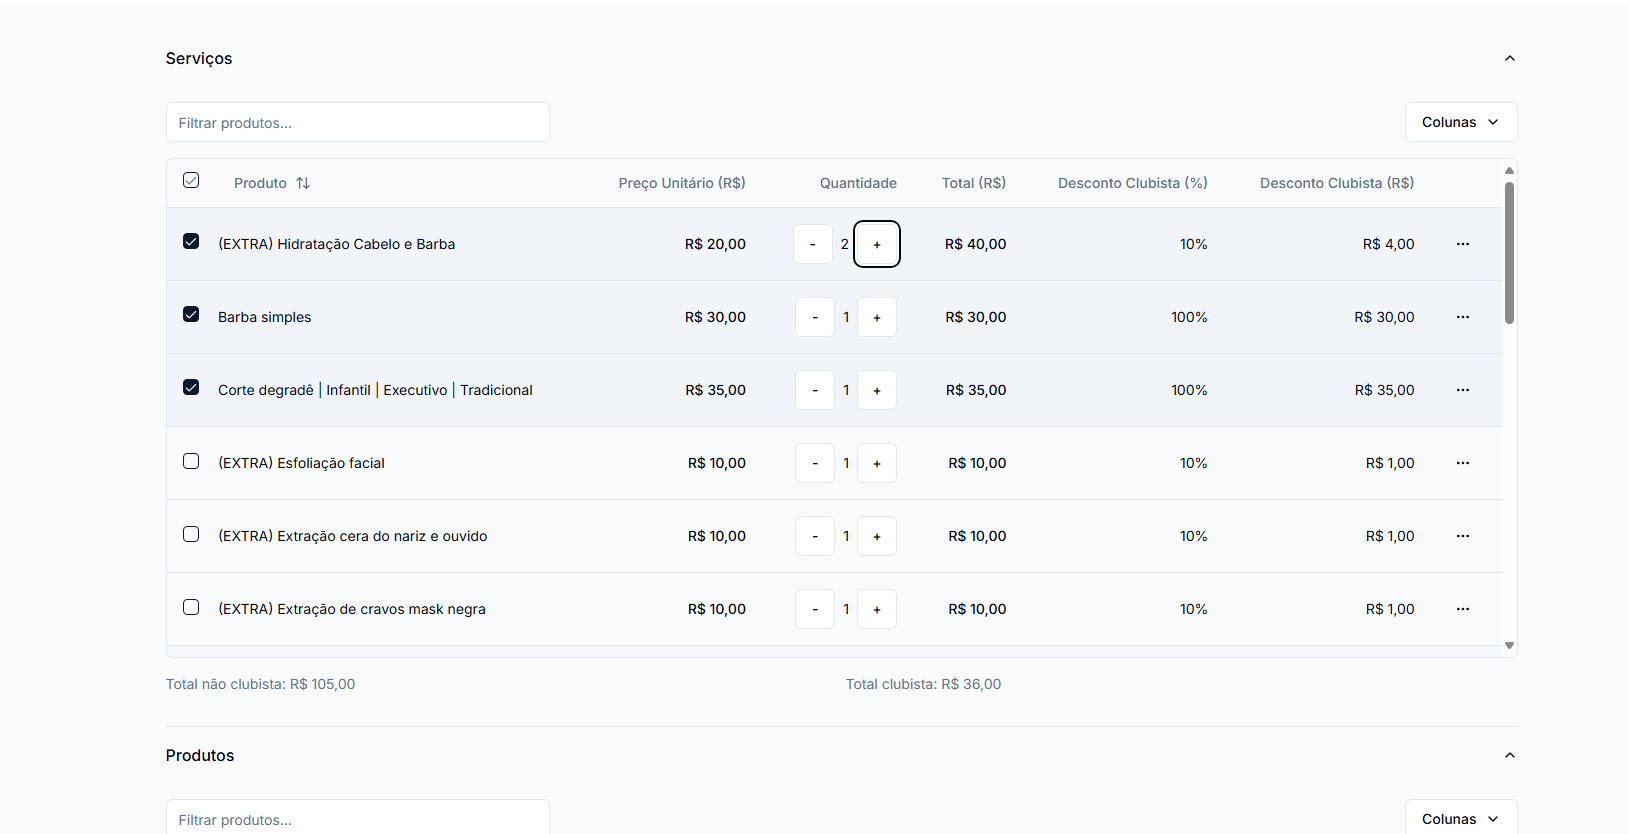 Serviços
Filtrar produtos...
Colunas
Produto Preço Unitário (R$) Quantidade Total (R$) Desconto Clubista (%) Desconto Clubista (R$)
(EXTRA) Hidratação Cabelo e Barba R$ 20,00 - 2 + R$ 40,00 10% R$ 4,00 ...
Barba simples R$ 30,00 - 1 + R$ 30,00 100% R$ 30,00 ...
Corte degradê | Infantil | Executivo | Tradicional R$ 35,00 - 1 + R$ 35,00 100% R$ 35,00 ...
(EXTRA) Esfoliação facial R$ 10,00 - 1 + R$ 10,00 10% R$ 1,00 ...
(EXTRA) Extração cera do nariz e ouvido R$ 10,00 - 1 + R$ 10,00 10% R$ 1,00 ...
(EXTRA) Extração de cravos mask negra R$ 10,00 - 1 + R$ 10,00 10% R$ 1,00 ...
Total não clubista: R$ 105,00 Total clubista: R$ 36,00
Produtos
Filtrar produtos...
Colunas